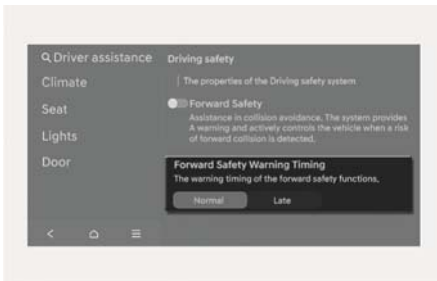 Driver assistance
Climate
Seat
Lights
Door
Driving safety
The properties of the Driving safety system
Forward Safety
Assistance in collision avoidance. The system provides
A warning and actively controls the vehicle when a risk
of forward collision is detected.
Forward Safety Warning Timing
The warning timing of the forward safety functions.
Normal
Late